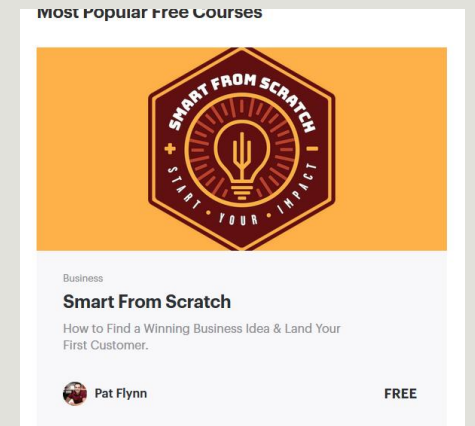 Most Popular Free Courses
SMART FROM SCRATCH
START • YOUR • IMPACT
Business
Smart From Scratch
How to Find a Winning Business Idea & Land Your
First Customer.
Pat Flynn
FREE